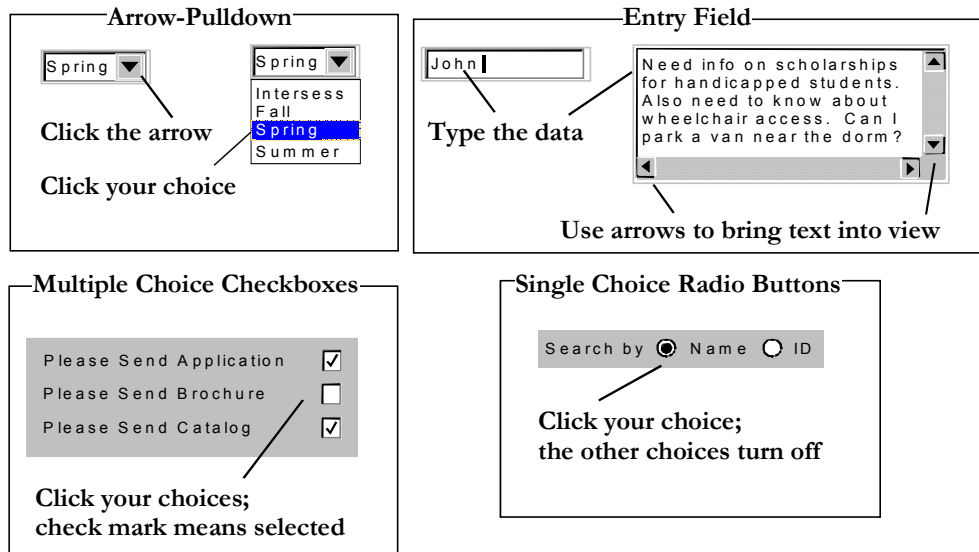 Arrow-Pulldown
Spring
Spring
Intersess
Fall
Spring
Summer
Click the arrow
Click your choice
Entry Field
John
Need info on scholarships
for handicapped students.
Also need to know about
wheelchair access. Can I
park a van near the dorm?
Type the data
Use arrows to bring text into view
Multiple Choice Checkboxes
Please Send Application
Please Send Brochure
Please Send Catalog
Click your choices;
check mark means selected
Single Choice Radio Buttons
Search by Name ID
Click your choice;
the other choices turn off